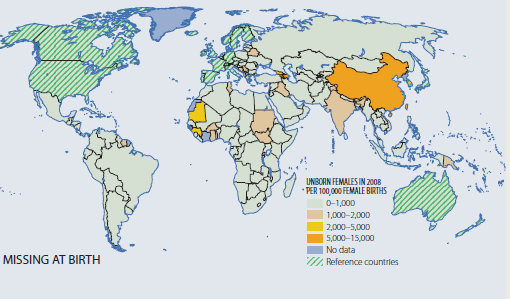 UNBORN FEMALES IN 2008
PER 100,000 FEMALE BIRTHS
0–1,000
1,000–2,000
2,000–5,000
5,000–15,000
No data
Reference countries
MISSING AT BIRTH